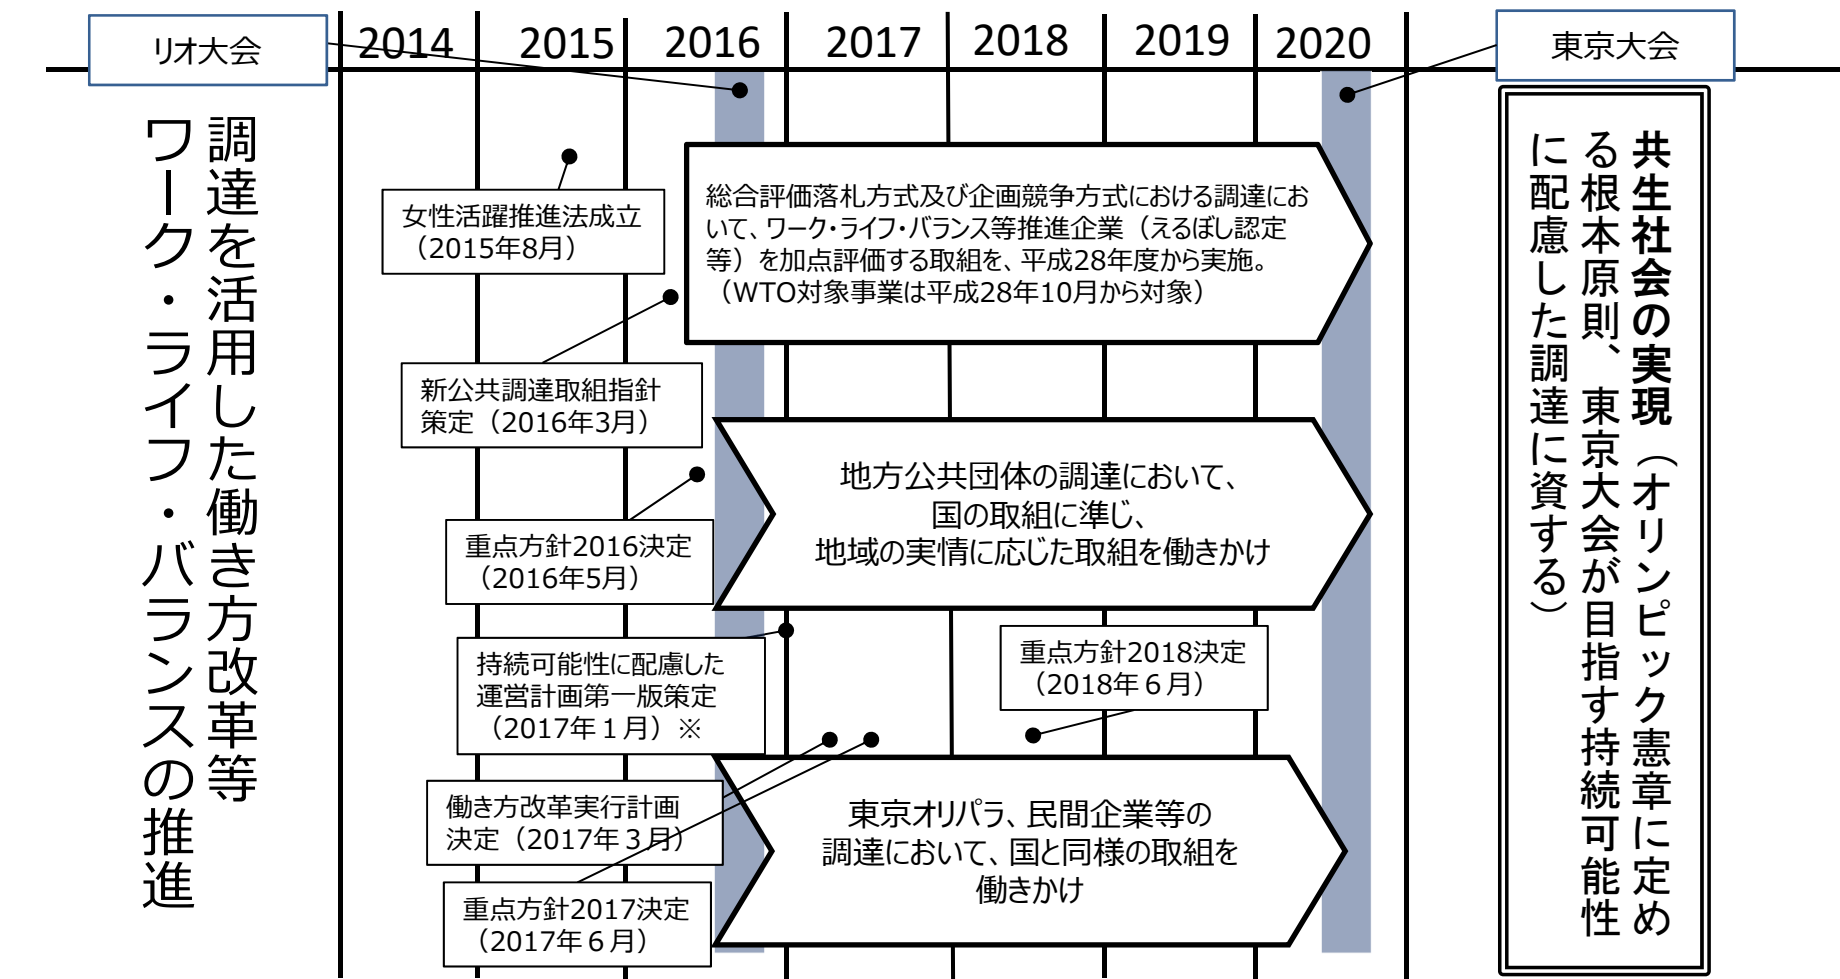 リオ大会
2014
2015
2016
2017
2018
2019
2020
東京大会
調達を活用した働き方改革等
ワーク・ライフ・バランスの推進
女性活躍推進法成立
（2015年8月）
総合評価落札方式及び企画競争方式における調達にお
いて、ワーク・ライフ・バランス等推進企業（えるぼし認定
等）を加点評価する取組を、平成28年度から実施。
（WTO対象事業は平成28年10月から対象）
新公共調達取組指針
策定（2016年3月）
地方公共団体の調達において、
国の取組に準じ、
地域の実情に応じた取組を働きかけ
重点方針2016決定
（2016年5月）
持続可能性に配慮した
運営計画第一版策定
（2017年１月）※
重点方針2018決定
（2018年６月）
働き方改革実行計画
決定（2017年３月）
東京オリパラ、民間企業等の
調達において、国と同様の取組を
働きかけ
重点方針2017決定
（2017年６月）
共生社会の実現（オリンピック憲章に定め
る根本原則、東京大会が目指す持続可能性
に配慮した調達に資する）